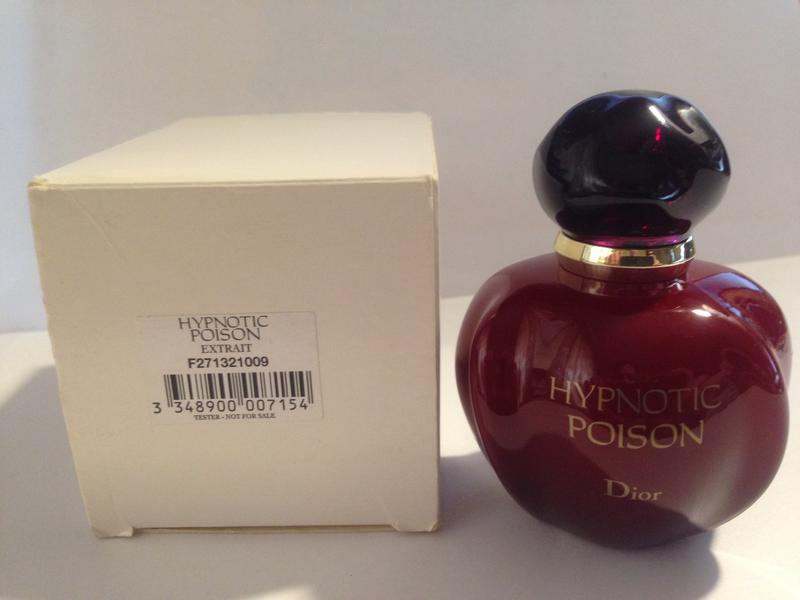 HYPNOTIC
POISON
EXTRAIT
F271321009
3 348900 007154
TESTER - NOT FOR SALE
HYPNOTIC
POISON
Dior